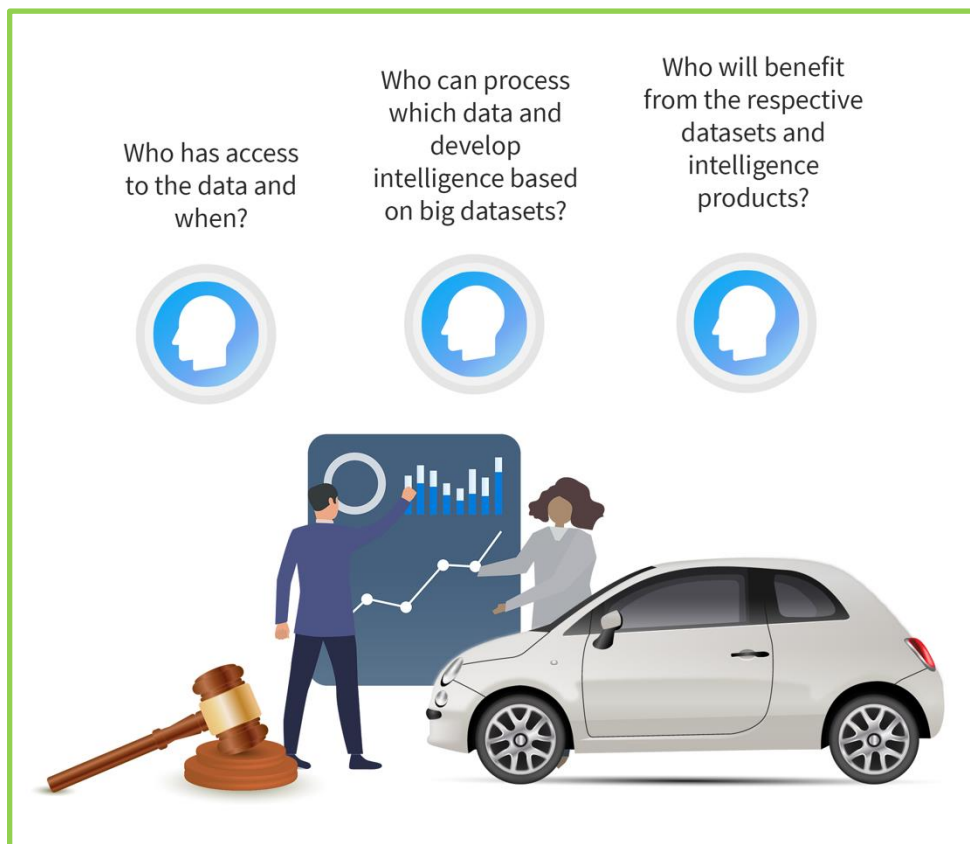 Who has access
to the data and
when?
Who can process
which data and
develop
intelligence based
on big datasets?
Who will benefit
from the respective
datasets and
intelligence
products?